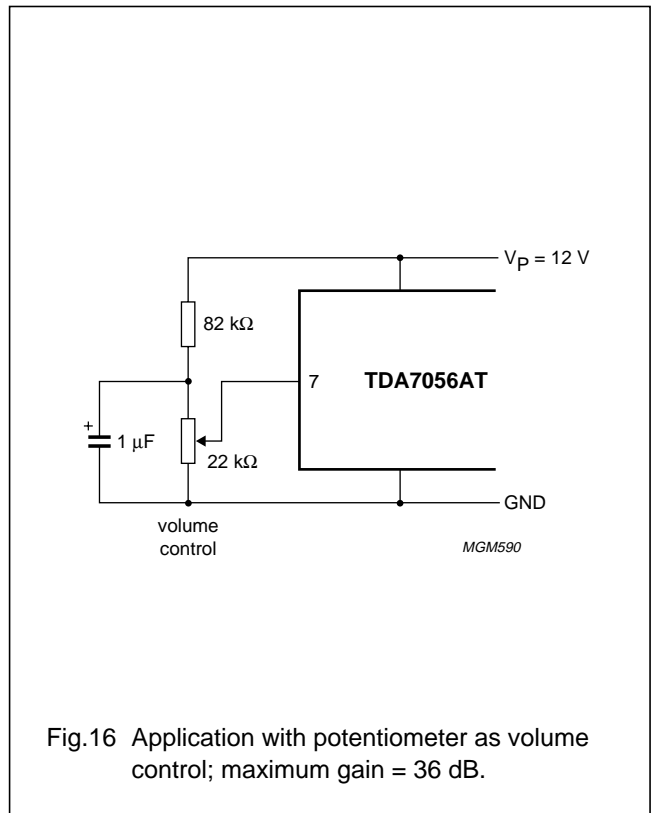 V_P = 12 V
82 kΩ
7
TDA7056AT
+
1 µF
22 kΩ
GND
volume
control
MGM590
Fig.16 Application with potentiometer as volume
control; maximum gain = 36 dB.